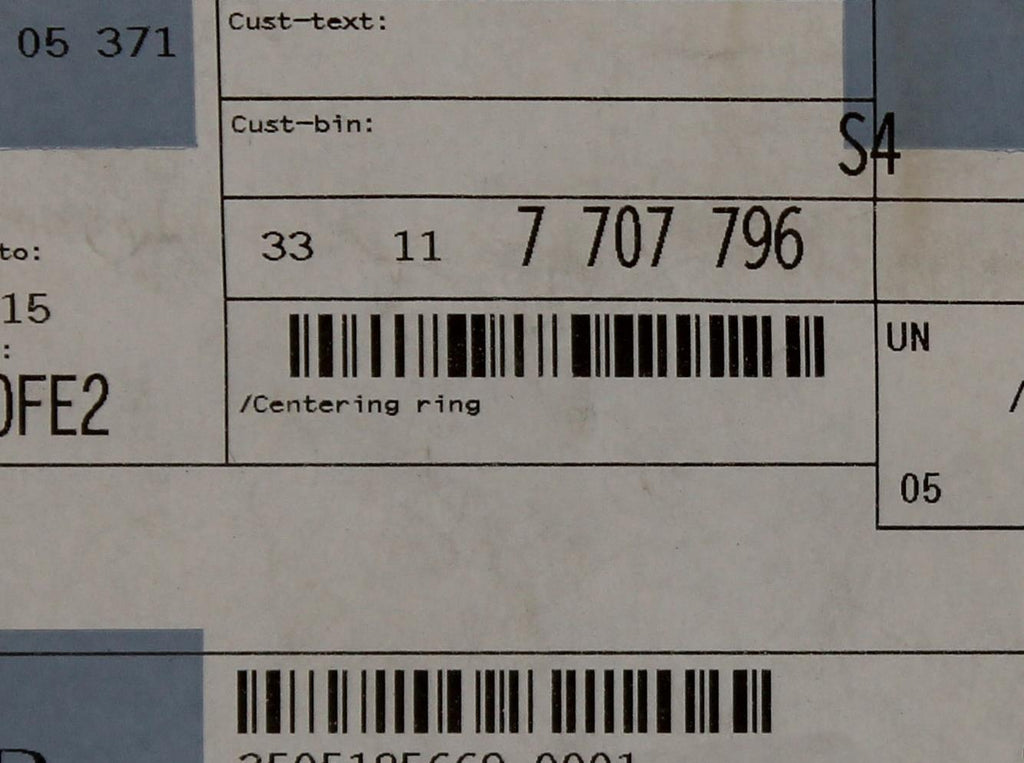 05 371
Cust-text:
Cust-bin:
S4
to:
33 11 7 707 796
15
:
UN
/
0FE2
/Centering ring
05